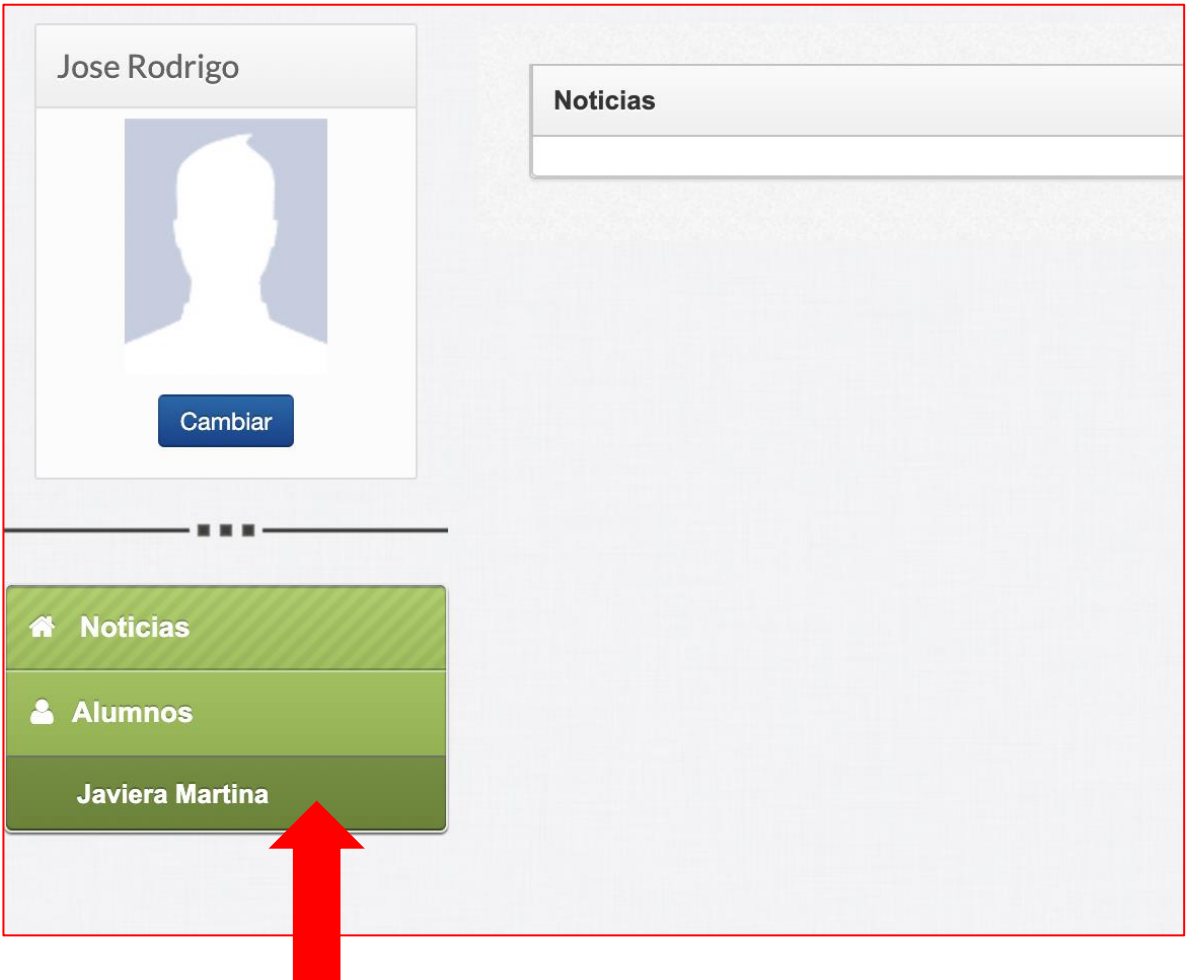 Jose Rodrigo
Cambiar
Noticias
Noticias
Alumnos
Javiera Martina